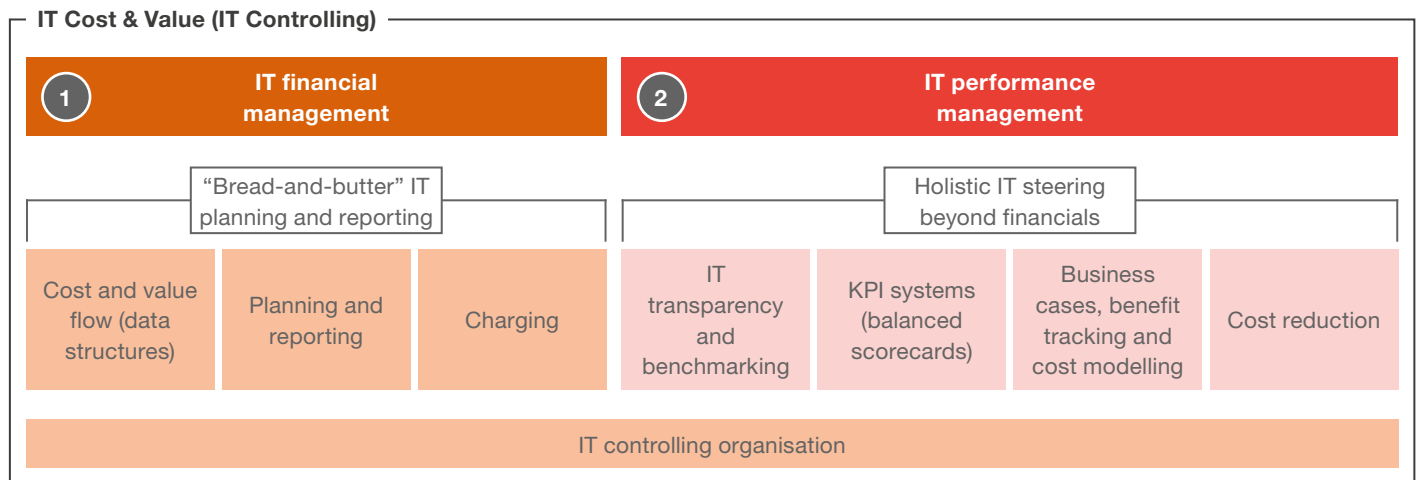 IT Cost & Value (IT Controlling)
1
IT financial
management
2
IT performance
management
“Bread-and-butter” IT
planning and reporting
Holistic IT steering
beyond financials
Cost and value
flow (data
structures)
Planning and
reporting
Charging
IT
transparency
and
benchmarking
KPI systems
(balanced
scorecards)
Business
cases, benefit
tracking and
cost modelling
Cost reduction
IT controlling organisation